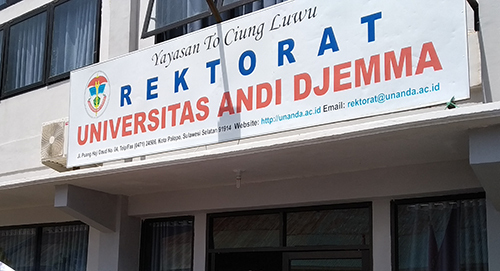 Yayasan To Ciung Luwu
REKTORAT
UNIVERSITAS ANDI DJEMMA
Kota Palopo, Sulawesi Selatan 91914 Website: http://unanda.ac.id Email: rektorat@unanda.ac.id